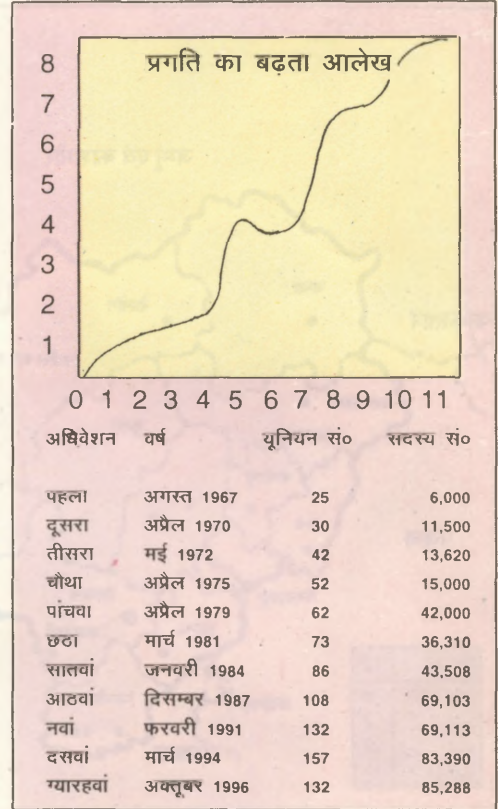 प्रगति का बढ़ता आलेख
8
7
6
5
4
3
2
1
0 1 2 3 4 5 6 7 8 9 10 11
अधिवेशन वर्ष यूनियन सं० सदस्य सं०
पहला अगस्त 1967 25 6,000
दूसरा अप्रैल 1970 30 11,500
तीसरा मई 1972 42 13,620
चौथा अप्रैल 1975 52 15,000
पांचवा अप्रैल 1979 62 42,000
छठा मार्च 1981 73 36,310
सातवां जनवरी 1984 86 43,508
आठवां दिसम्बर 1987 108 69,103
नवां फरवरी 1991 132 69,113
दसवां मार्च 1994 157 83,390
ग्यारहवां अक्तूबर 1996 132 85,288